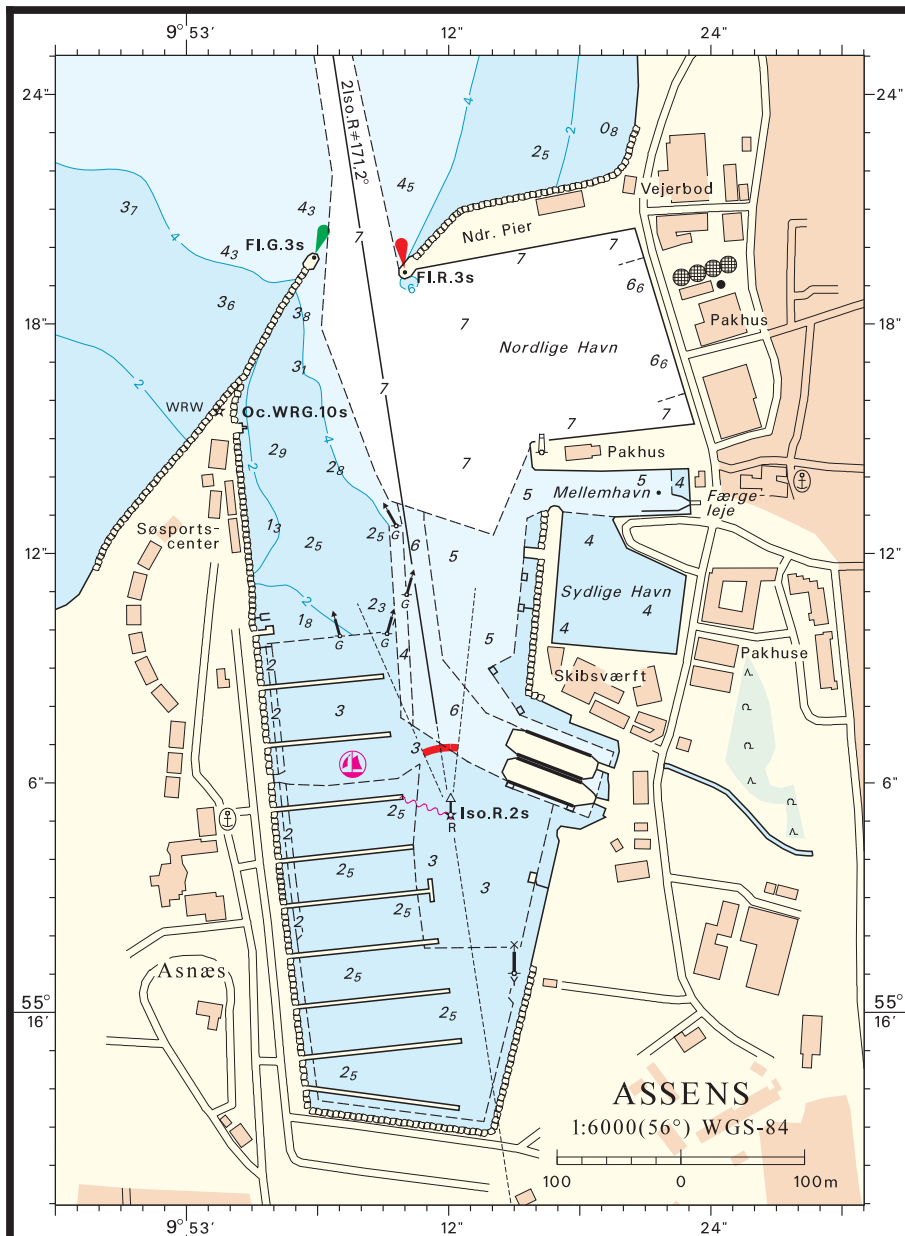 9° 53′ 12″ 24″
24″ 24″
2Iso.R≠171.2°
4
2
0₈
2₅
4₅
Vejerbod
3₇
4₃
4
4₃
Fl.G.3s
7
Ndr. Pier
7
7
Fl.R.3s
6
6₆
3₆
3₈
Pakhus
18″ 18″
7
Nordlige Havn
3₁
6₆
2
7
WRW
Oc.WRG.10s
7
7
4
2₉
2
2₈
7
Pakhus
5
4
5
Mellemhavn
Færge-
leje
1₃
Søsports-
center
2₅
2₅
G
6
5
4
12″ 12″
G
2
2₃
1₈
G
G
Sydlige Havn
4
5
4
4
Pakhuse
2
Skibsværft
3
6
2
3
6″ 6″
2₅
Iso.R.2s
R
2
2₅
3
3
2₅
2
2₅
Asnæs
2₅
Y
55° 55°
16′ 16′
2₅
2₅
ASSENS
1:6000(56°) WGS-84
100 0 100m
9° 53′ 12″ 24″